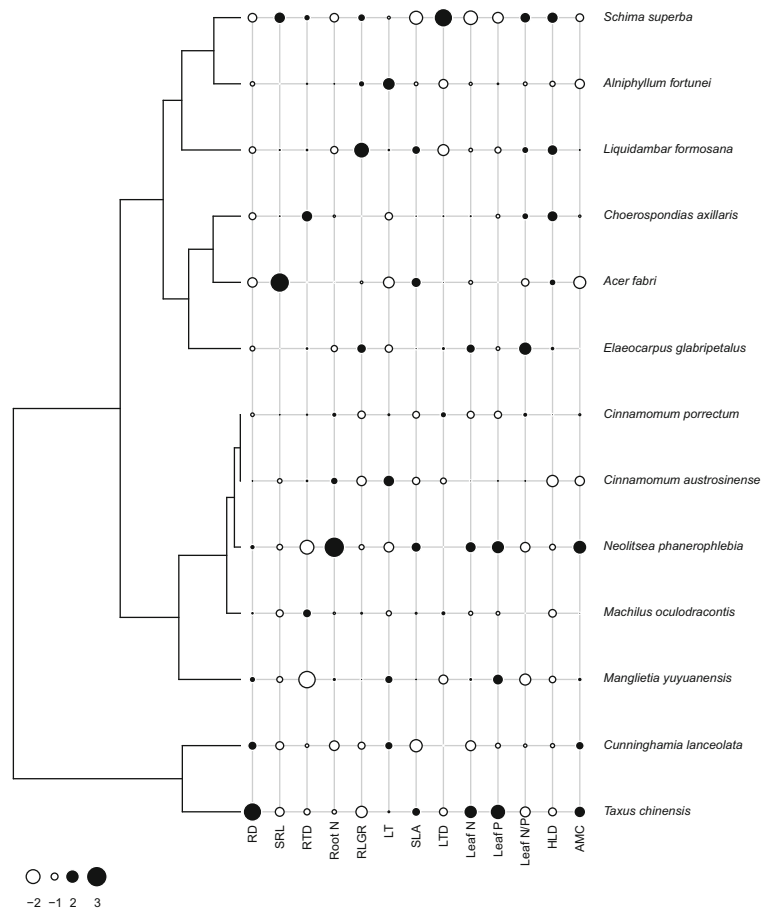 Schima superba
Alniphyllum fortunei
Liquidambar formosana
Choerospondias axillaris
Acer fabri
Elaeocarpus glabripetalus
Cinnamomum porrectum
Cinnamomum austrosinense
Neolitsea phanerophlebia
Machilus oculodracontis
Manglietia yuyuanensis
Cunninghamia lanceolata
Taxus chinensis
RD
SRL
RTD
Root N
RLGR
LT
SLA
LTD
Leaf N
Leaf P
Leaf N/P
HLD
AMC
−2 −1 2 3